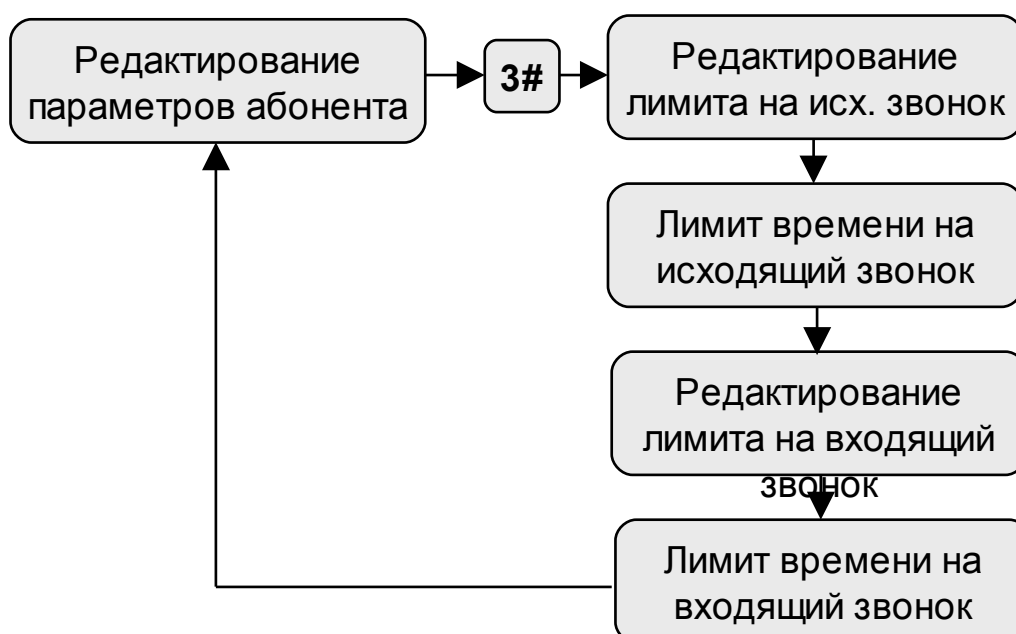 Редактирование
параметров абонента
3#
Редактирование
лимита на исх. звонок
Лимит времени на
исходящий звонок
Редактирование
лимита на входящий
звонок
Лимит времени на
входящий звонок